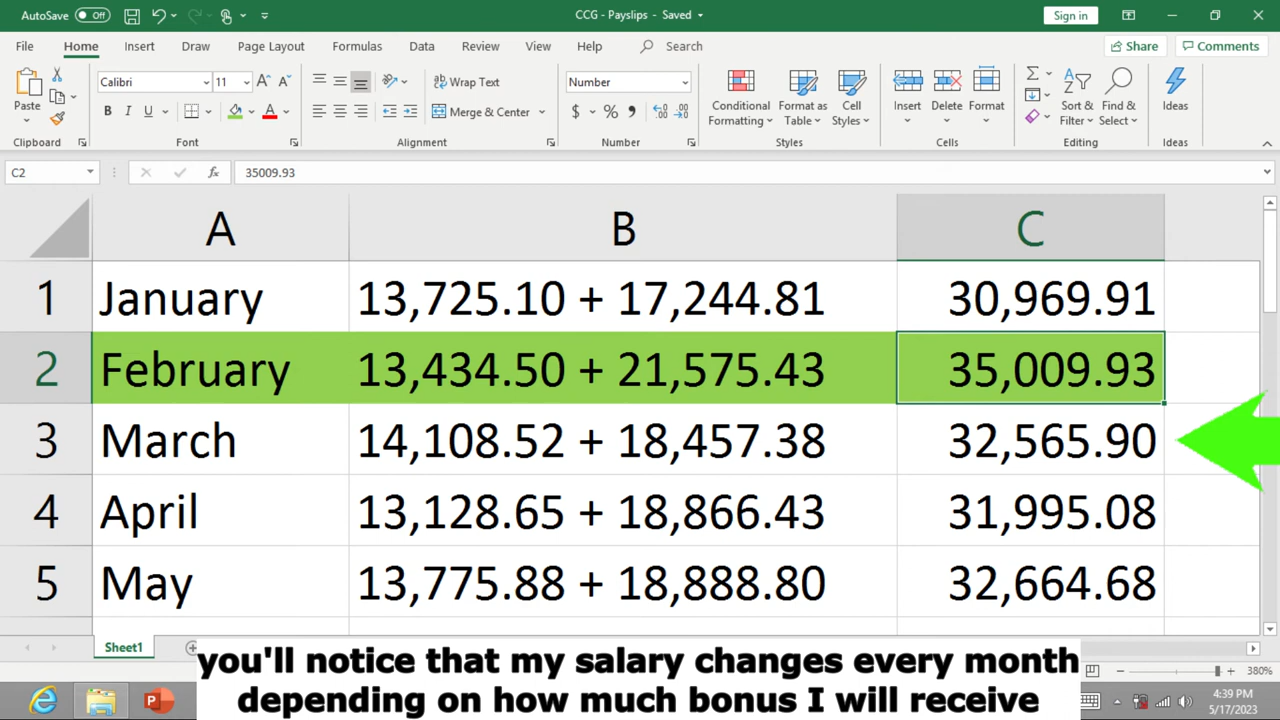 AutoSave Off
CCG - Payslips - Saved
Sign in
File Home Insert Draw Page Layout Formulas Data Review View Help Search
Share Comments
Paste
Calibri 11
B I U A
Wrap Text
Merge & Center
Number
$ % ,
Conditional Formatting
Format as Table
Cell Styles
Insert Delete Format
Sort & Filter
Find & Select
Ideas
Clipboard Font Alignment Number Styles Cells Editing Ideas
C2 fx 35009.93
A B C
1 January 13,725.10 + 17,244.81 30,969.91
2 February 13,434.50 + 21,575.43 35,009.93
3 March 14,108.52 + 18,457.38 32,565.90
4 April 13,128.65 + 18,866.43 31,995.08
5 May 13,775.88 + 18,888.80 32,664.68
Sheet1
you'll notice that my salary changes every month
depending on how much bonus I will receive
380%
4:39 PM
5/17/2023